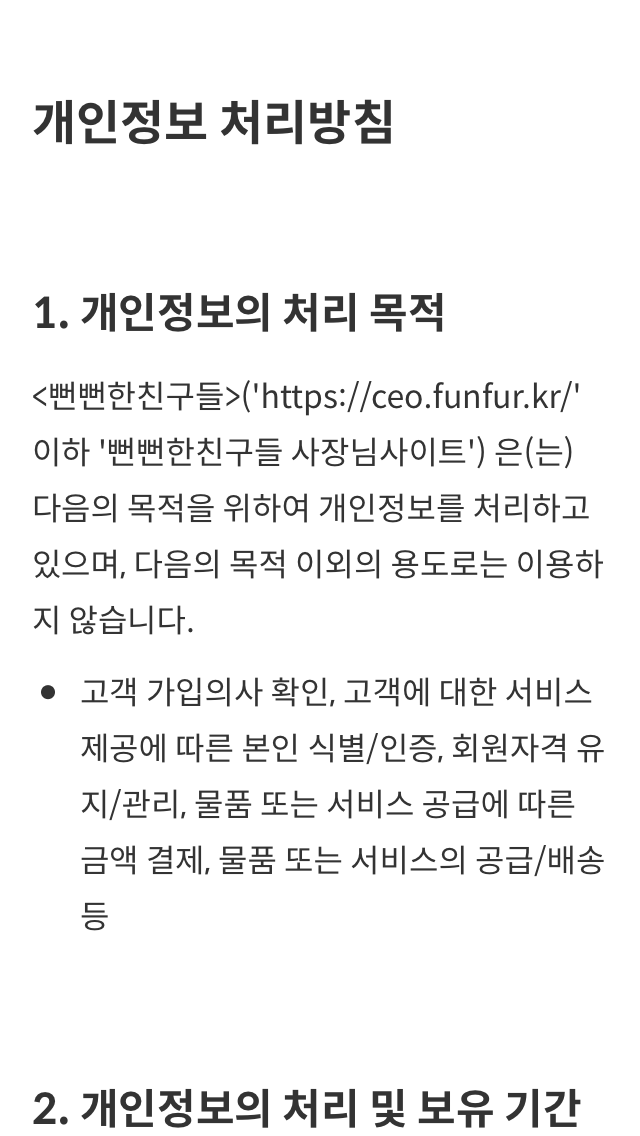 개인정보 처리방침
1. 개인정보의 처리 목적
<뻔뻔한친구들>('https://ceo.funfur.kr/'
이하 '뻔뻔한친구들 사장님사이트') 은(는)
다음의 목적을 위하여 개인정보를 처리하고
있으며, 다음의 목적 이외의 용도로는 이용하
지 않습니다.
• 고객 가입의사 확인, 고객에 대한 서비스
제공에 따른 본인 식별/인증, 회원자격 유
지/관리, 물품 또는 서비스 공급에 따른
금액 결제, 물품 또는 서비스의 공급/배송
등
2. 개인정보의 처리 및 보유 기간